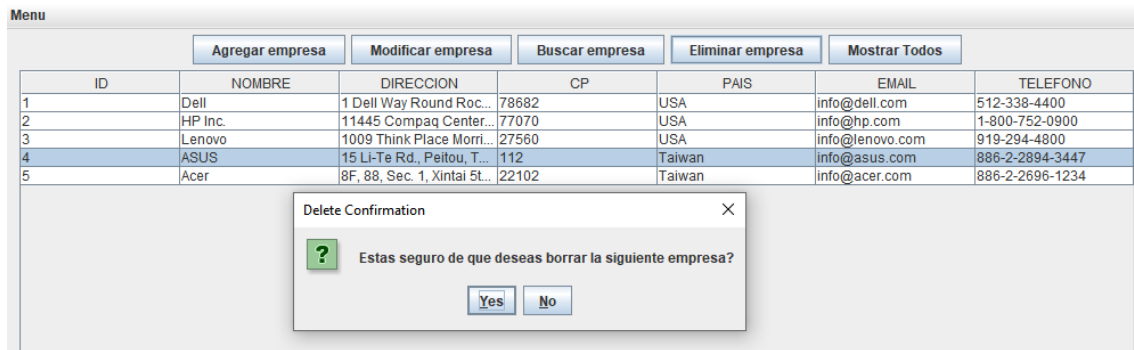 Menu
Agregar empresa Modificar empresa Buscar empresa Eliminar empresa Mostrar Todos
ID NOMBRE DIRECCION CP PAIS EMAIL TELEFONO
1 Dell 1 Dell Way Round Roc... 78682 USA info@dell.com 512-338-4400
2 HP Inc. 11445 Compaq Center... 77070 USA info@hp.com 1-800-752-0900
3 Lenovo 1009 Think Place Morri... 27560 USA info@lenovo.com 919-294-4800
4 ASUS 15 Li-Te Rd., Peitou, T... 112 Taiwan info@asus.com 886-2-2894-3447
5 Acer 8F, 88, Sec. 1, Xintai 5t... 22102 Taiwan info@acer.com 886-2-2696-1234
Delete Confirmation
? Estas seguro de que deseas borrar la siguiente empresa?
Yes No